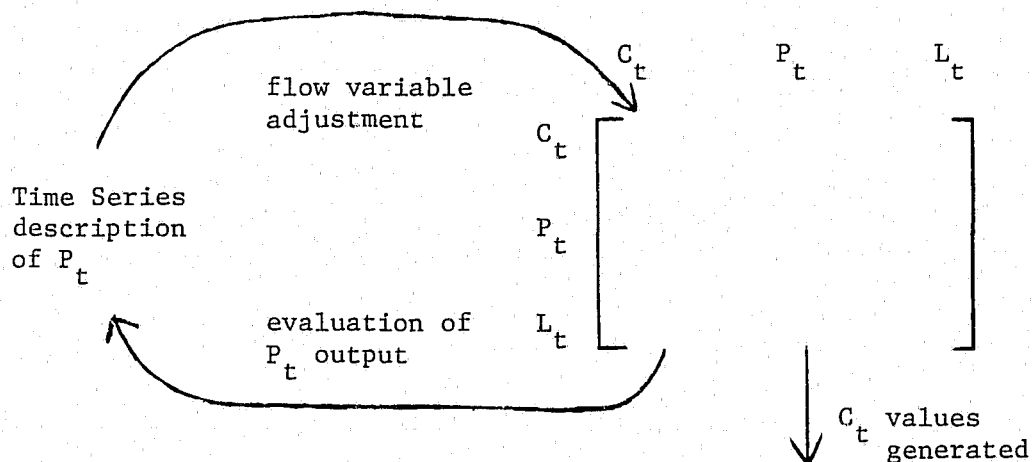 C_t P_t L_t
flow variable
adjustment
C_t
Time Series
description
of P_t
P_t
evaluation of
P_t output
L_t
C_t values
generated